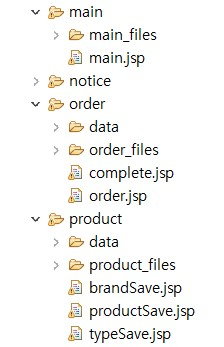 main
main_files
main.jsp
notice
order
data
order_files
complete.jsp
order.jsp
product
data
product_files
brandSave.jsp
productSave.jsp
typeSave.jsp